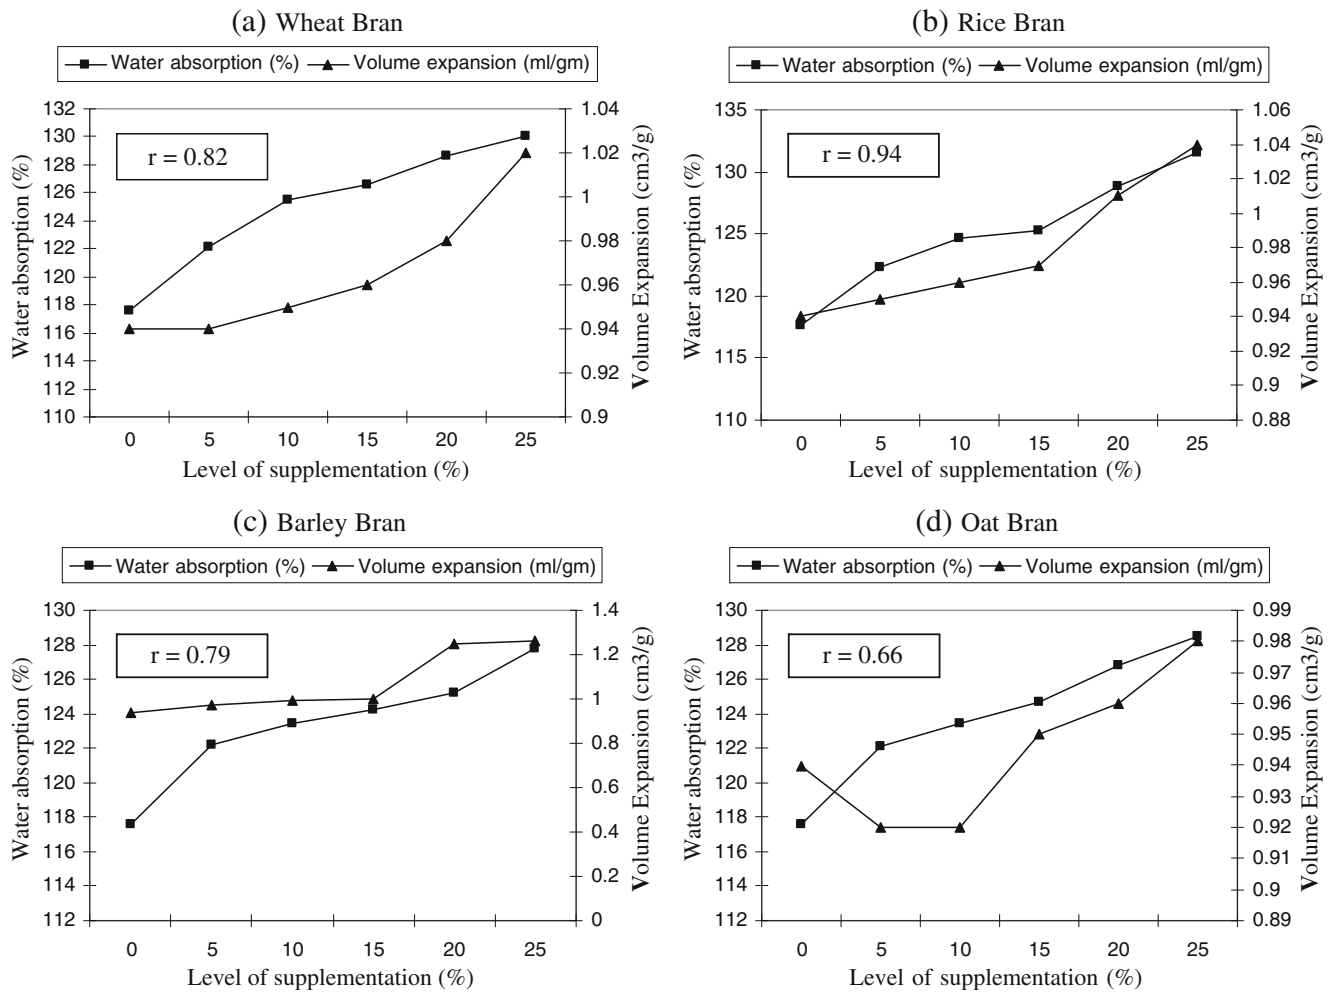 (a) Wheat Bran
Water absorption (%) Volume expansion (ml/gm)
r = 0.82
Water absorption (%)
132
130
128
126
124
122
120
118
116
114
112
110
1.04
1.02
1
0.98
0.96
0.94
0.92
0.9
Volume Expansion (cm3/g)
0 5 10 15 20 25
Level of supplementation (%)
(b) Rice Bran
Water absorption (%) Volume expansion (ml/gm)
r = 0.94
Water absorption (%)
135
130
125
120
115
110
1.06
1.04
1.02
1
0.98
0.96
0.94
0.92
0.9
0.88
Volume Expansion (cm3/g)
0 5 10 15 20 25
Level of supplementation (%)
(c) Barley Bran
Water absorption (%) Volume expansion (ml/gm)
r = 0.79
Water absorption (%)
130
128
126
124
122
120
118
116
114
112
1.4
1.2
1
0.8
0.6
0.4
0.2
0
Volume Expansion (cm3/g)
0 5 10 15 20 25
Level of supplementation (%)
(d) Oat Bran
Water absorption (%) Volume expansion (ml/gm)
r = 0.66
Water absorption (%)
130
128
126
124
122
120
118
116
114
112
0.99
0.98
0.97
0.96
0.95
0.94
0.93
0.92
0.91
0.9
0.89
Volume Expansion (cm3/g)
0 5 10 15 20 25
Level of supplementation (%)